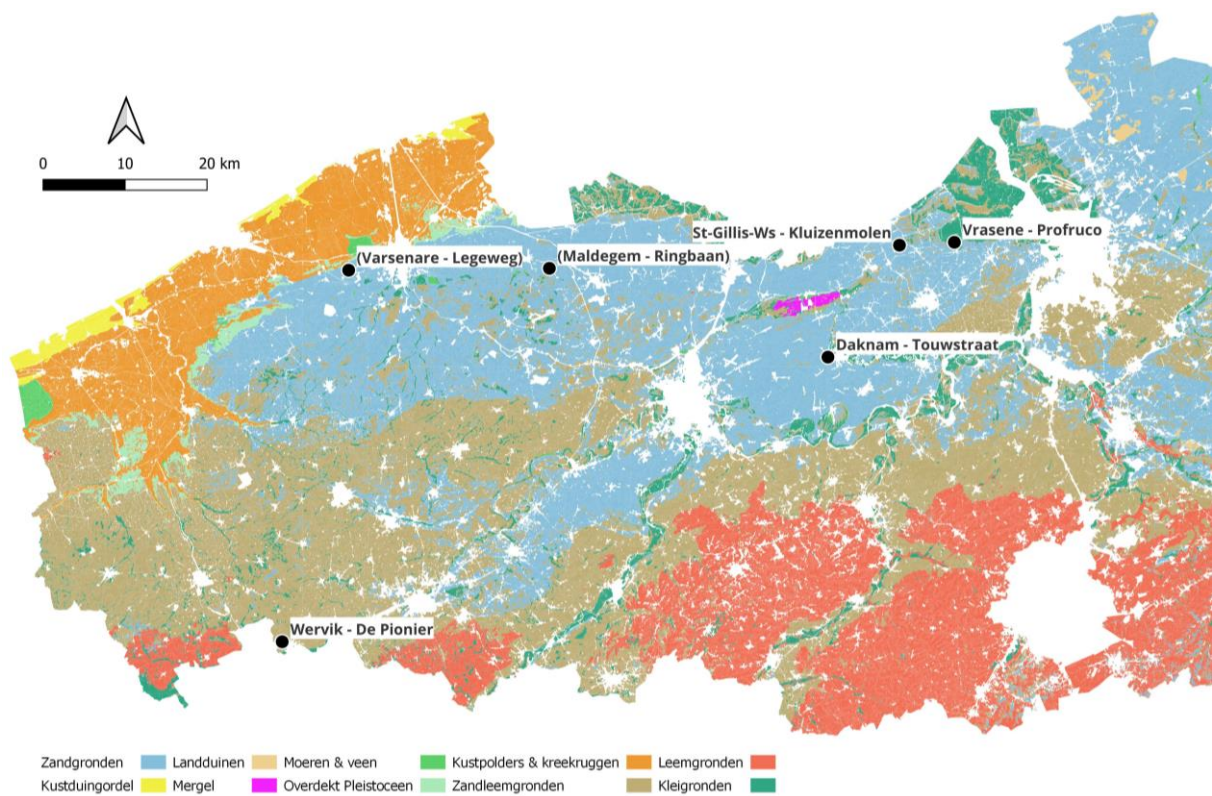 0 10 20 km
St-Gillis-Ws - Kluizenmolen
Vrasene - Profruco
(Varsenare - Legeweg)
(Maldegem - Ringbaan)
Daknam - Touwstraat
Wervik - De Pionier
Zandgronden Landduinen Moeren & veen Kustpolders & kreekruggen Leemgronden
Kustduingordel Mergel Overdekt Pleistoceen Zandleemgronden Kleigronden